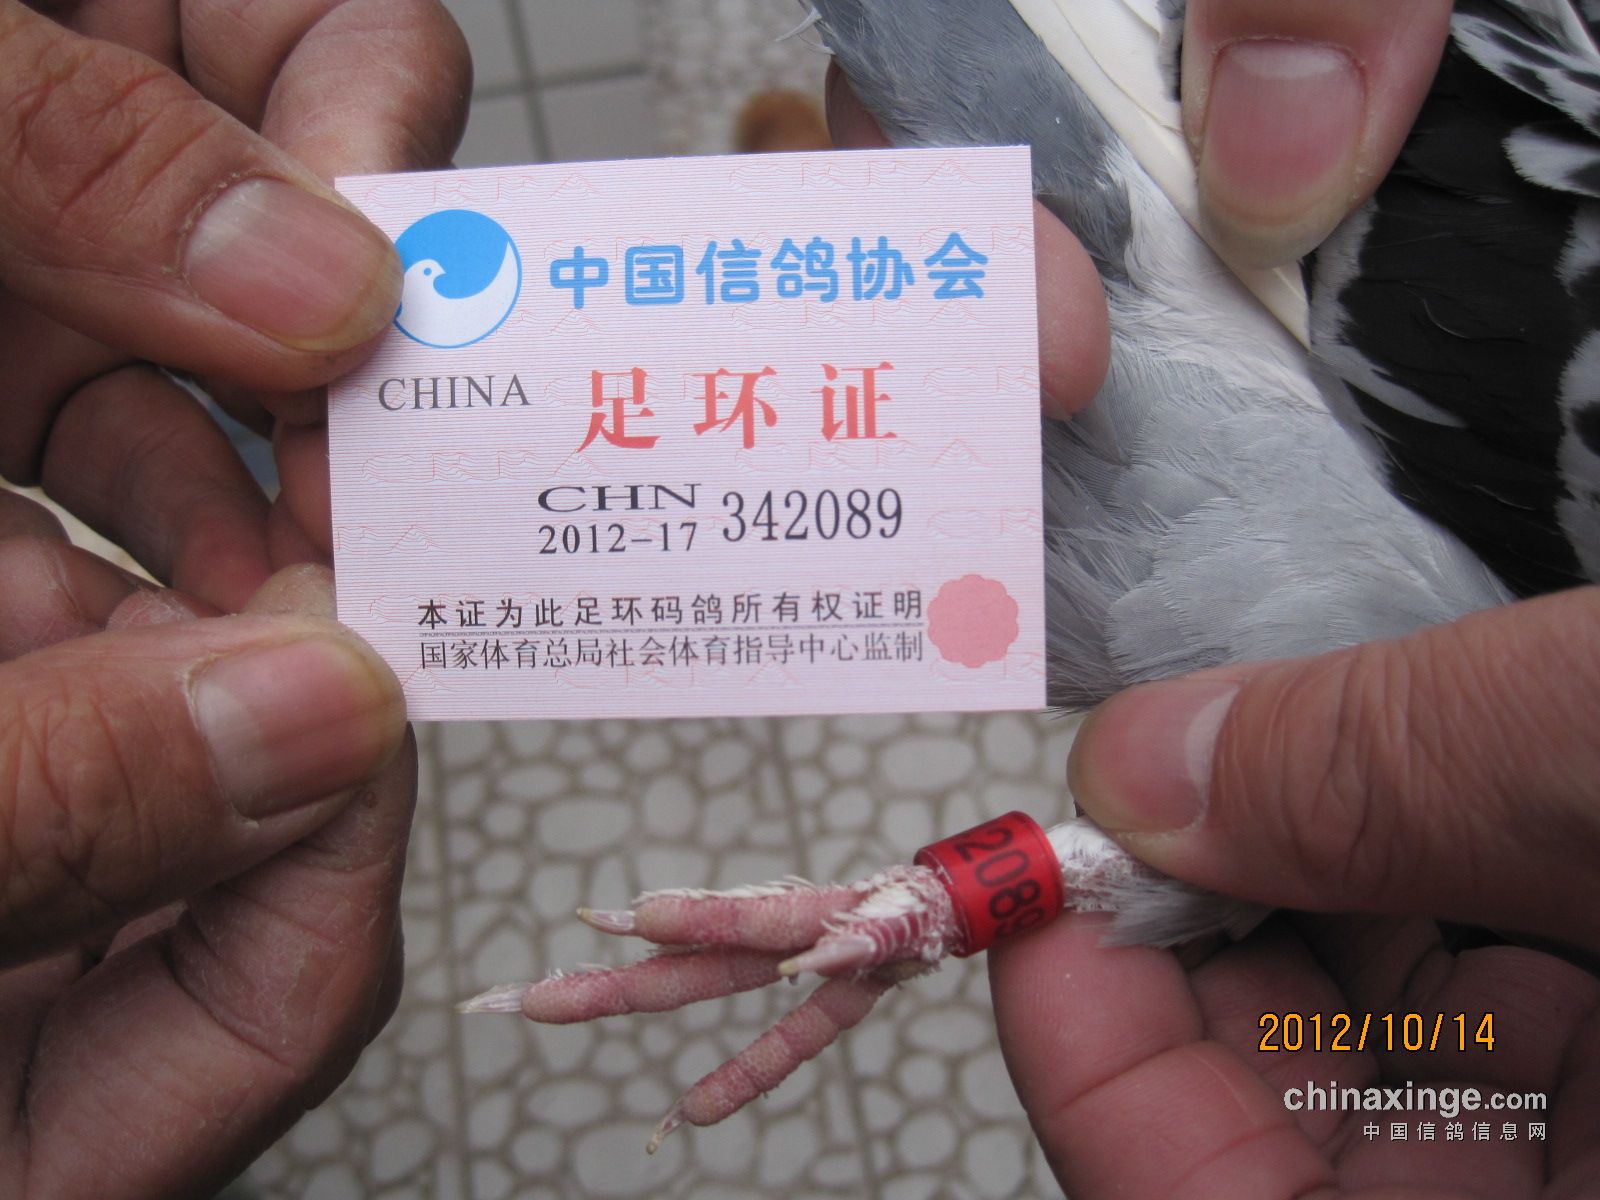 中国信鸽协会
CHINA 足环证
CHN
2012-17 342089
本证为此足环码鸽所有权证明
国家体育总局社会体育指导中心监制
2089
2012/10/14
chinaxinge.com
中国信鸽信息网